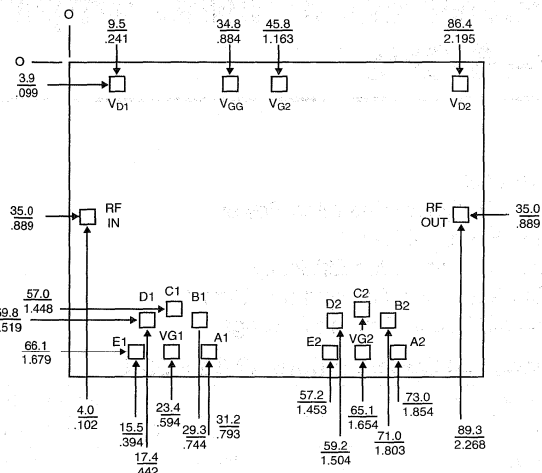 O
9.5
.241
34.8
.884
45.8
1.163
86.4
2.195
O
3.9
.099
VD1
VGG
VG2
VD2
35.0
.889
RF
IN
RF
OUT
35.0
.889
57.0
1.448
D1
C1
B1
D2
C2
B2
59.8
.519
66.1
1.679
E1
VG1
A1
E2
VG2
A2
4.0
.102
15.5
.394
17.4
.442
23.4
.594
29.3
.744
31.2
.793
57.2
1.453
59.2
1.504
65.1
1.654
71.0
1.803
73.0
1.854
89.3
2.268